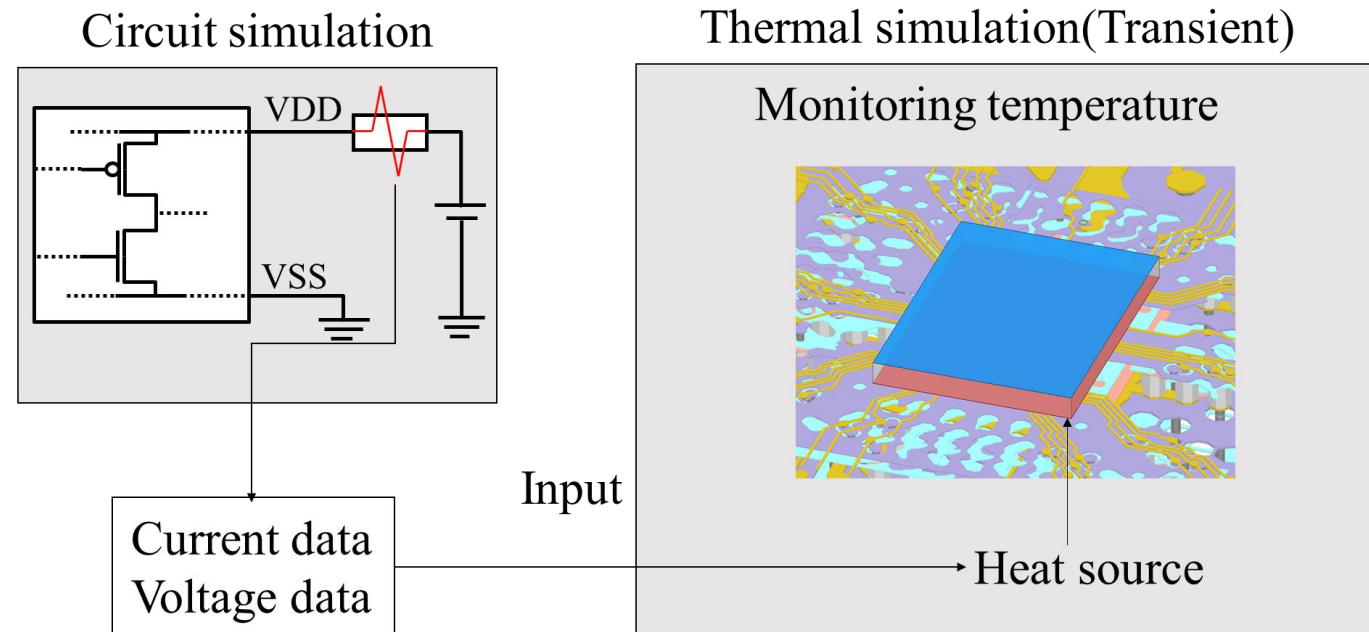 Circuit simulation
VDD
VSS
Current data
Voltage data
Input
Thermal simulation(Transient)
Monitoring temperature
Heat source